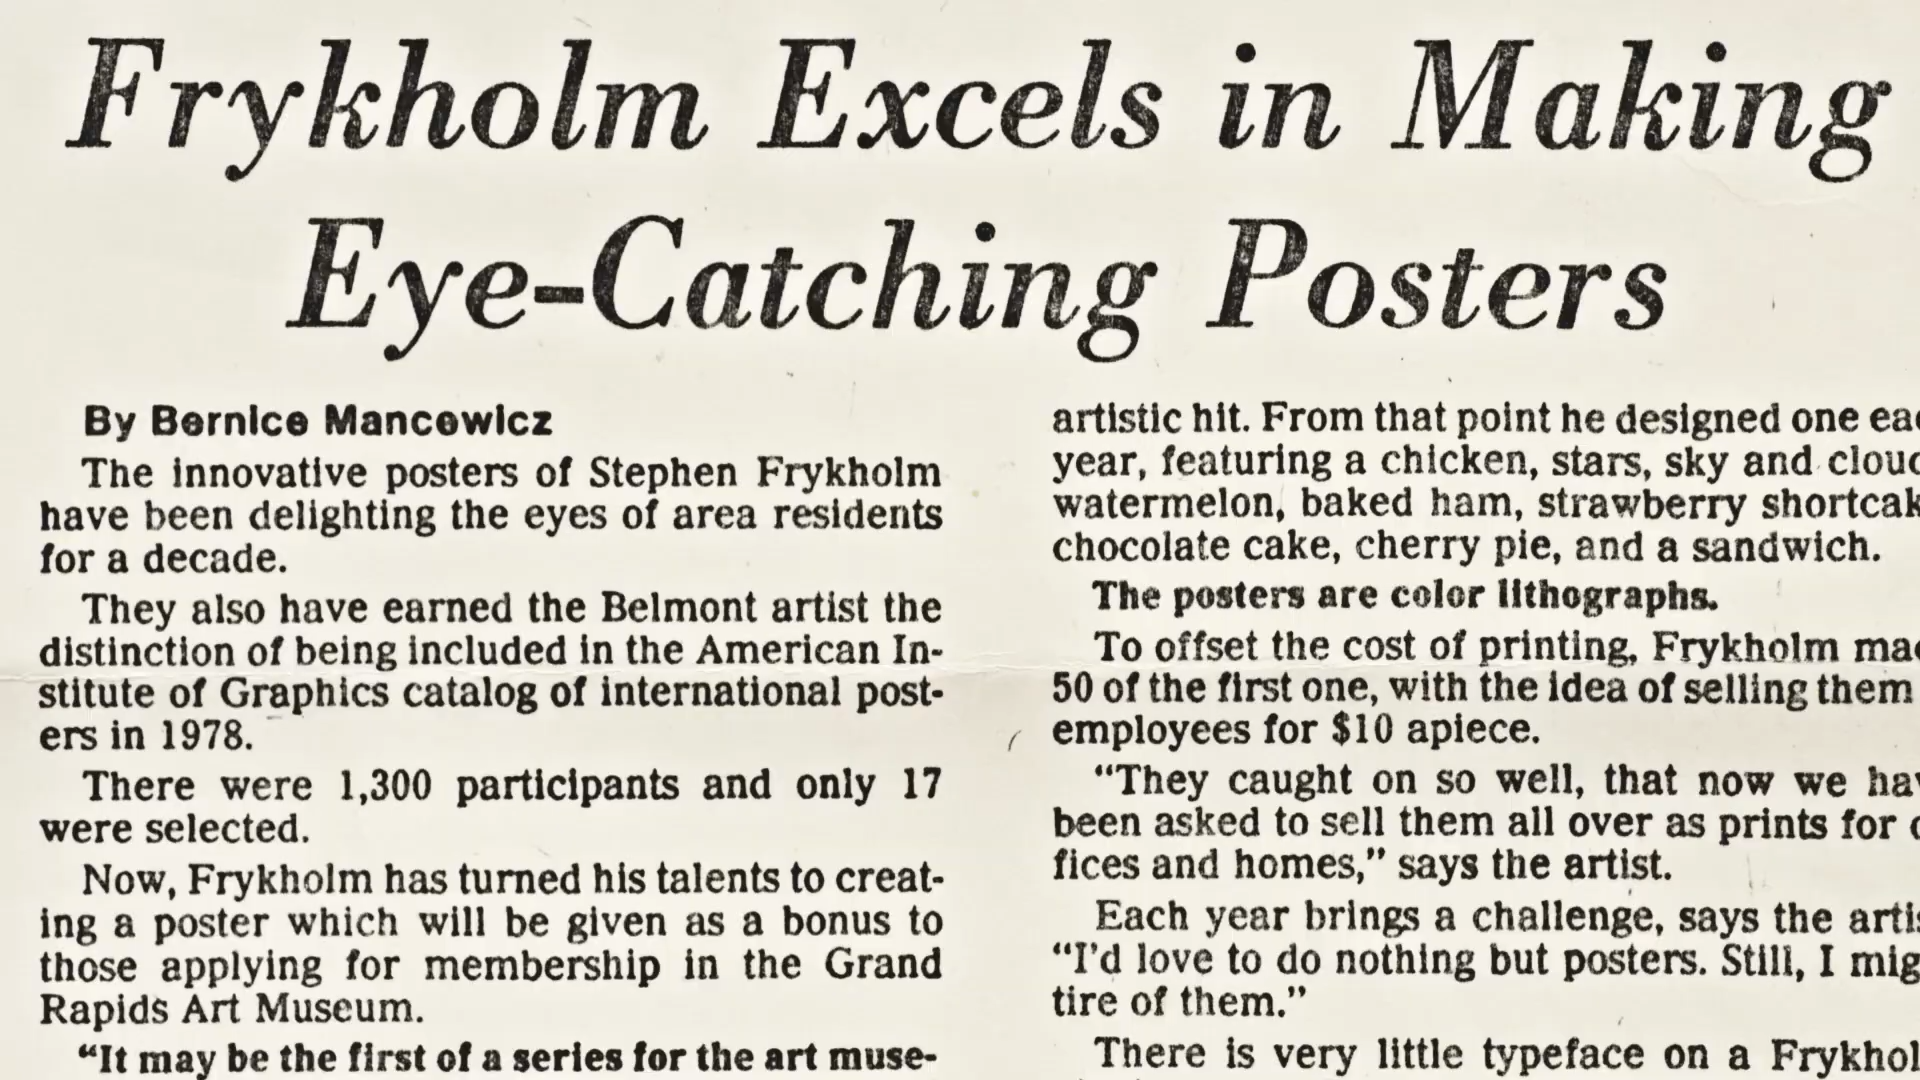 Frykholm Excels in Making
Eye-Catching Posters
By Bernice Mancewicz
The innovative posters of Stephen Frykholm
have been delighting the eyes of area residents
for a decade.
They also have earned the Belmont artist the
distinction of being included in the American In-
stitute of Graphics catalog of international post-
ers in 1978.
There were 1,300 participants and only 17
were selected.
Now, Frykholm has turned his talents to creat-
ing a poster which will be given as a bonus to
those applying for membership in the Grand
Rapids Art Museum.
“It may be the first of a series for the art muse-
artistic hit. From that point he designed one
year, featuring a chicken, stars, sky and
watermelon, baked ham, strawberry
chocolate cake, cherry pie, and a sandwich.
The posters are color lithographs.
To offset the cost of printing, Frykholm
50 of the first one, with the idea of selling them
employees for $10 apiece.
“They caught on so well, that now we
been asked to sell them all over as prints for
fices and homes,” says the artist.
Each year brings a challenge, says the
“I’d love to do nothing but posters. Still, I
tire of them.”
There is very little typeface on a